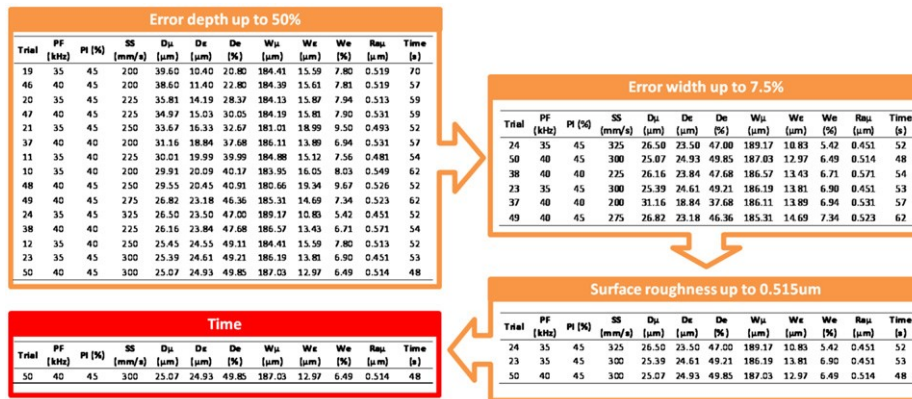 Error depth up to 50%
Trial PF (kHz) PI (%) SS (mm/s) Dμ (μm) Dε (μm) De (%) Wμ (μm) Wε (μm) We (%) Raμ (μm) Time (s)
19 35 45 200 39.60 10.40 20.80 184.41 15.59 7.80 0.519 70
46 40 45 200 38.60 11.40 22.80 184.39 15.61 7.81 0.519 57
20 35 45 225 35.81 14.19 28.37 184.13 15.87 7.94 0.513 59
47 40 45 225 34.97 15.03 30.05 184.19 15.81 7.90 0.531 59
21 35 45 250 33.67 16.33 32.67 181.01 18.99 9.50 0.493 52
37 40 40 200 31.16 18.84 37.68 186.11 13.89 6.94 0.531 57
11 35 40 225 30.01 19.99 39.99 184.88 15.12 7.56 0.481 54
10 35 40 200 29.91 20.09 40.17 183.95 16.05 8.03 0.549 62
48 40 45 250 29.55 20.45 40.91 180.66 19.34 9.67 0.526 52
49 40 45 275 26.82 23.18 46.36 185.31 14.69 7.34 0.523 62
24 35 45 325 26.50 23.50 47.00 189.17 10.83 5.42 0.451 52
38 40 40 225 26.16 23.84 47.68 186.57 13.43 6.71 0.571 54
12 35 40 250 25.45 24.55 49.11 184.41 15.59 7.80 0.513 52
23 35 45 300 25.39 24.61 49.21 186.19 13.81 6.90 0.451 53
50 40 45 300 25.07 24.93 49.85 187.03 12.97 6.49 0.514 48
Error width up to 7.5%
Trial PF (kHz) PI (%) SS (mm/s) Dμ (μm) Dε (μm) De (%) Wμ (μm) Wε (μm) We (%) Raμ (μm) Time (s)
24 35 45 325 26.50 23.50 47.00 189.17 10.83 5.42 0.451 52
50 40 45 300 25.07 24.93 49.85 187.03 12.97 6.49 0.514 48
38 40 40 225 26.16 23.84 47.68 186.57 13.43 6.71 0.571 54
23 35 45 300 25.39 24.61 49.21 186.19 13.81 6.90 0.451 53
37 40 40 200 31.16 18.84 37.68 186.11 13.89 6.94 0.531 57
49 40 45 275 26.82 23.18 46.36 185.31 14.69 7.34 0.523 62
Surface roughness up to 0.515um
Trial PF (kHz) PI (%) SS (mm/s) Dμ (μm) Dε (μm) De (%) Wμ (μm) Wε (μm) We (%) Raμ (μm) Time (s)
24 35 45 325 26.50 23.50 47.00 189.17 10.83 5.42 0.451 52
23 35 45 300 25.39 24.61 49.21 186.19 13.81 6.90 0.451 53
50 40 45 300 25.07 24.93 49.85 187.03 12.97 6.49 0.514 48
Time
Trial PF (kHz) PI (%) SS (mm/s) Dμ (μm) Dε (μm) De (%) Wμ (μm) Wε (μm) We (%) Raμ (μm) Time (s)
50 40 45 300 25.07 24.93 49.85 187.03 12.97 6.49 0.514 48